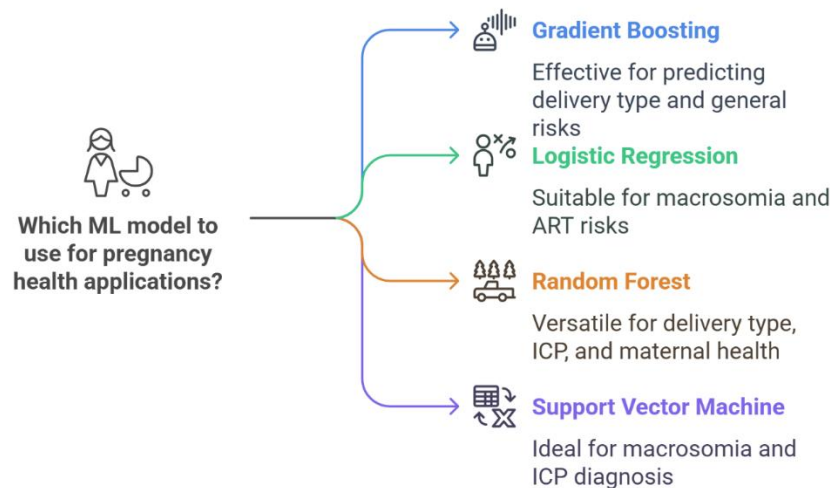 Which ML model to
use for pregnancy
health applications?
Gradient Boosting
Effective for predicting
delivery type and general
risks
Logistic Regression
Suitable for macrosomia and
ART risks
Random Forest
Versatile for delivery type,
ICP, and maternal health
Support Vector Machine
Ideal for macrosomia and
ICP diagnosis